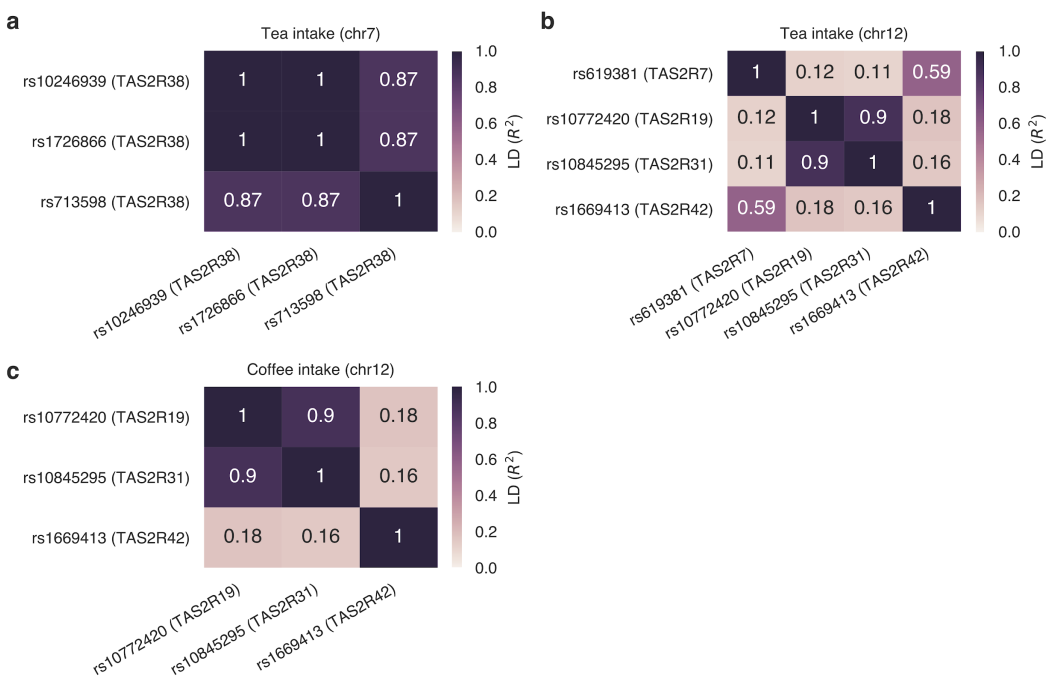 a
Tea intake (chr7)
rs10246939 (TAS2R38)
1 1 0.87
rs1726866 (TAS2R38)
1 1 0.87
rs713598 (TAS2R38)
0.87 0.87 1
rs10246939 (TAS2R38)
rs1726866 (TAS2R38)
rs713598 (TAS2R38)
1.0
0.8
0.6
0.4
0.2
0.0
LD (R²)
b
Tea intake (chr12)
rs619381 (TAS2R7)
1 0.12 0.11 0.59
rs10772420 (TAS2R19)
0.12 1 0.9 0.18
rs10845295 (TAS2R31)
0.11 0.9 1 0.16
rs1669413 (TAS2R42)
0.59 0.18 0.16 1
rs619381 (TAS2R7)
rs10772420 (TAS2R19)
rs10845295 (TAS2R31)
rs1669413 (TAS2R42)
1.0
0.8
0.6
0.4
0.2
0.0
LD (R²)
c
Coffee intake (chr12)
rs10772420 (TAS2R19)
1 0.9 0.18
rs10845295 (TAS2R31)
0.9 1 0.16
rs1669413 (TAS2R42)
0.18 0.16 1
rs10772420 (TAS2R19)
rs10845295 (TAS2R31)
rs1669413 (TAS2R42)
1.0
0.8
0.6
0.4
0.2
0.0
LD (R²)